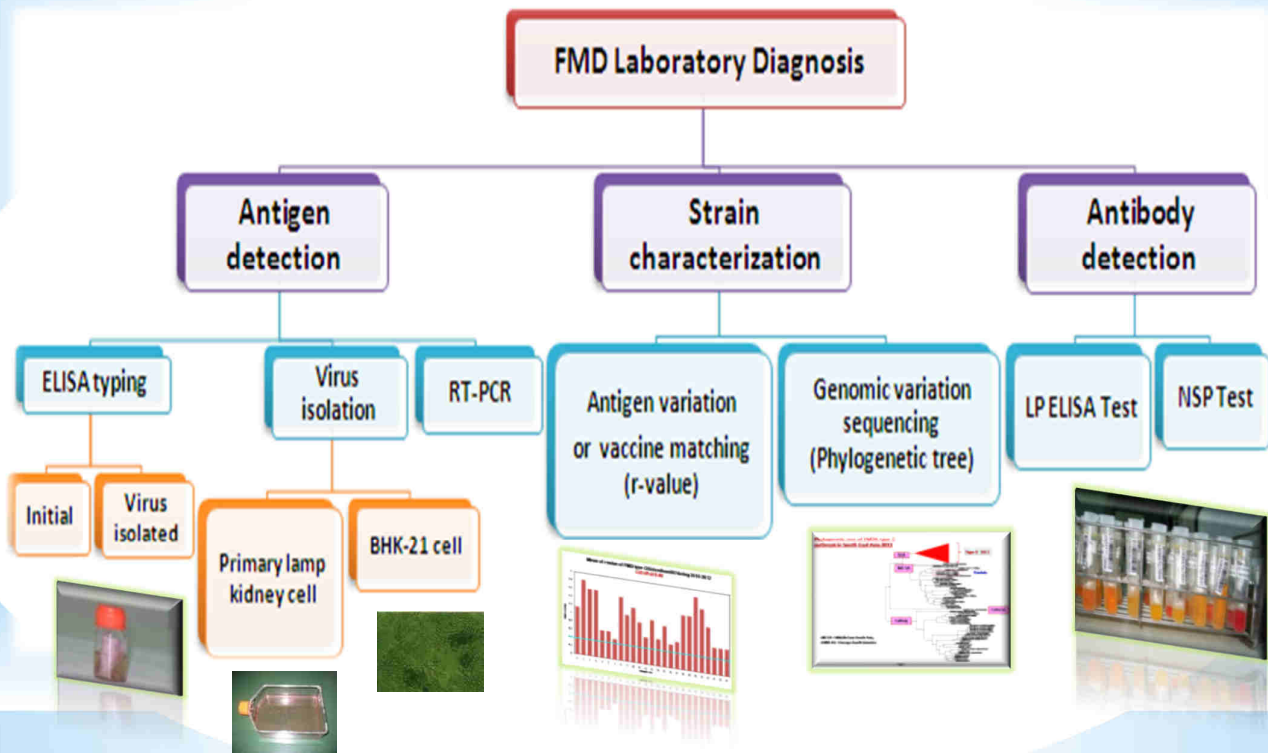 FMD Laboratory Diagnosis
Antigen
detection
Strain
characterization
Antibody
detection
ELISA typing
Virus
isolation
RT-PCR
Antigen variation
or vaccine matching
(r-value)
Genomic variation
sequencing
(Phylogenetic tree)
LP ELISA Test
NSP Test
Initial
Virus
isolated
Primary lamp
kidney cell
BHK-21 cell